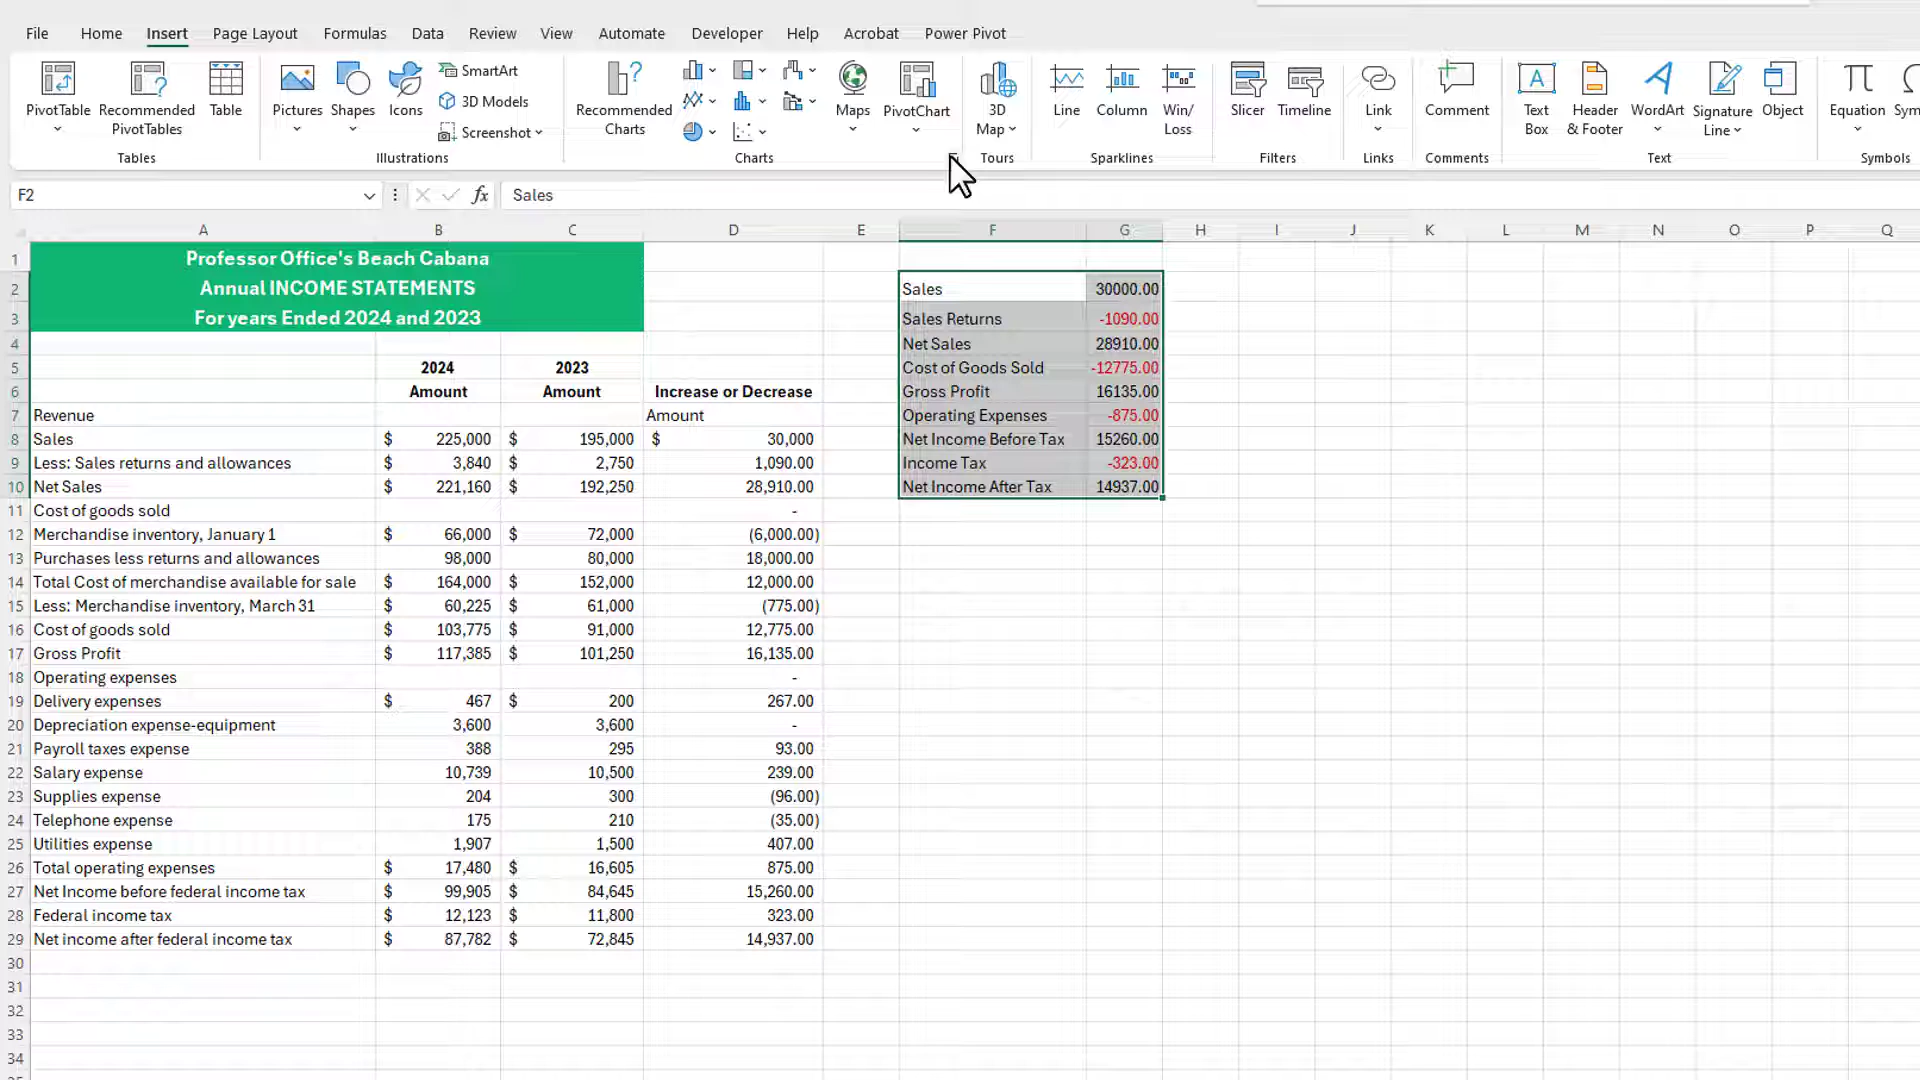 File Home Insert Page Layout Formulas Data Review View Automate Developer Help Acrobat Power Pivot
PivotTable Recommended PivotTables Table Pictures Shapes Icons SmartArt 3D Models Screenshot Recommended Charts Maps PivotChart 3D Map Line Column Win/Loss Slicer Timeline Link Comment Text Box Header & Footer WordArt Signature Line Object Equation
Tables Illustrations Charts Tours Sparklines Filters Links Comments Text Symbols
F2 fx Sales
A B C D E F G H I J K L M N O P Q
1 Professor Office's Beach Cabana
2 Annual INCOME STATEMENTS Sales 30000.00
3 For years Ended 2024 and 2023 Sales Returns -1090.00
4 Net Sales 28910.00
5 2024 2023 Cost of Goods Sold -12775.00
6 Amount Amount Increase or Decrease Gross Profit 16135.00
7 Revenue Amount Operating Expenses -875.00
8 Sales $ 225,000 $ 195,000 $ 30,000 Net Income Before Tax 15260.00
9 Less: Sales returns and allowances $ 3,840 $ 2,750 1,090.00 Income Tax -323.00
10 Net Sales $ 221,160 $ 192,250 28,910.00 Net Income After Tax 14937.00
11 Cost of goods sold -
12 Merchandise inventory, January 1 $ 66,000 $ 72,000 (6,000.00)
13 Purchases less returns and allowances 98,000 80,000 18,000.00
14 Total Cost of merchandise available for sale $ 164,000 $ 152,000 12,000.00
15 Less: Merchandise inventory, March 31 $ 60,225 $ 61,000 (775.00)
16 Cost of goods sold $ 103,775 $ 91,000 12,775.00
17 Gross Profit $ 117,385 $ 101,250 16,135.00
18 Operating expenses -
19 Delivery expenses $ 467 $ 200 267.00
20 Depreciation expense-equipment 3,600 3,600 -
21 Payroll taxes expense 388 295 93.00
22 Salary expense 10,739 10,500 239.00
23 Supplies expense 204 300 (96.00)
24 Telephone expense 175 210 (35.00)
25 Utilities expense 1,907 1,500 407.00
26 Total operating expenses $ 17,480 $ 16,605 875.00
27 Net Income before federal income tax $ 99,905 $ 84,645 15,260.00
28 Federal income tax $ 12,123 $ 11,800 323.00
29 Net income after federal income tax $ 87,782 $ 72,845 14,937.00
30
31
32
33
34